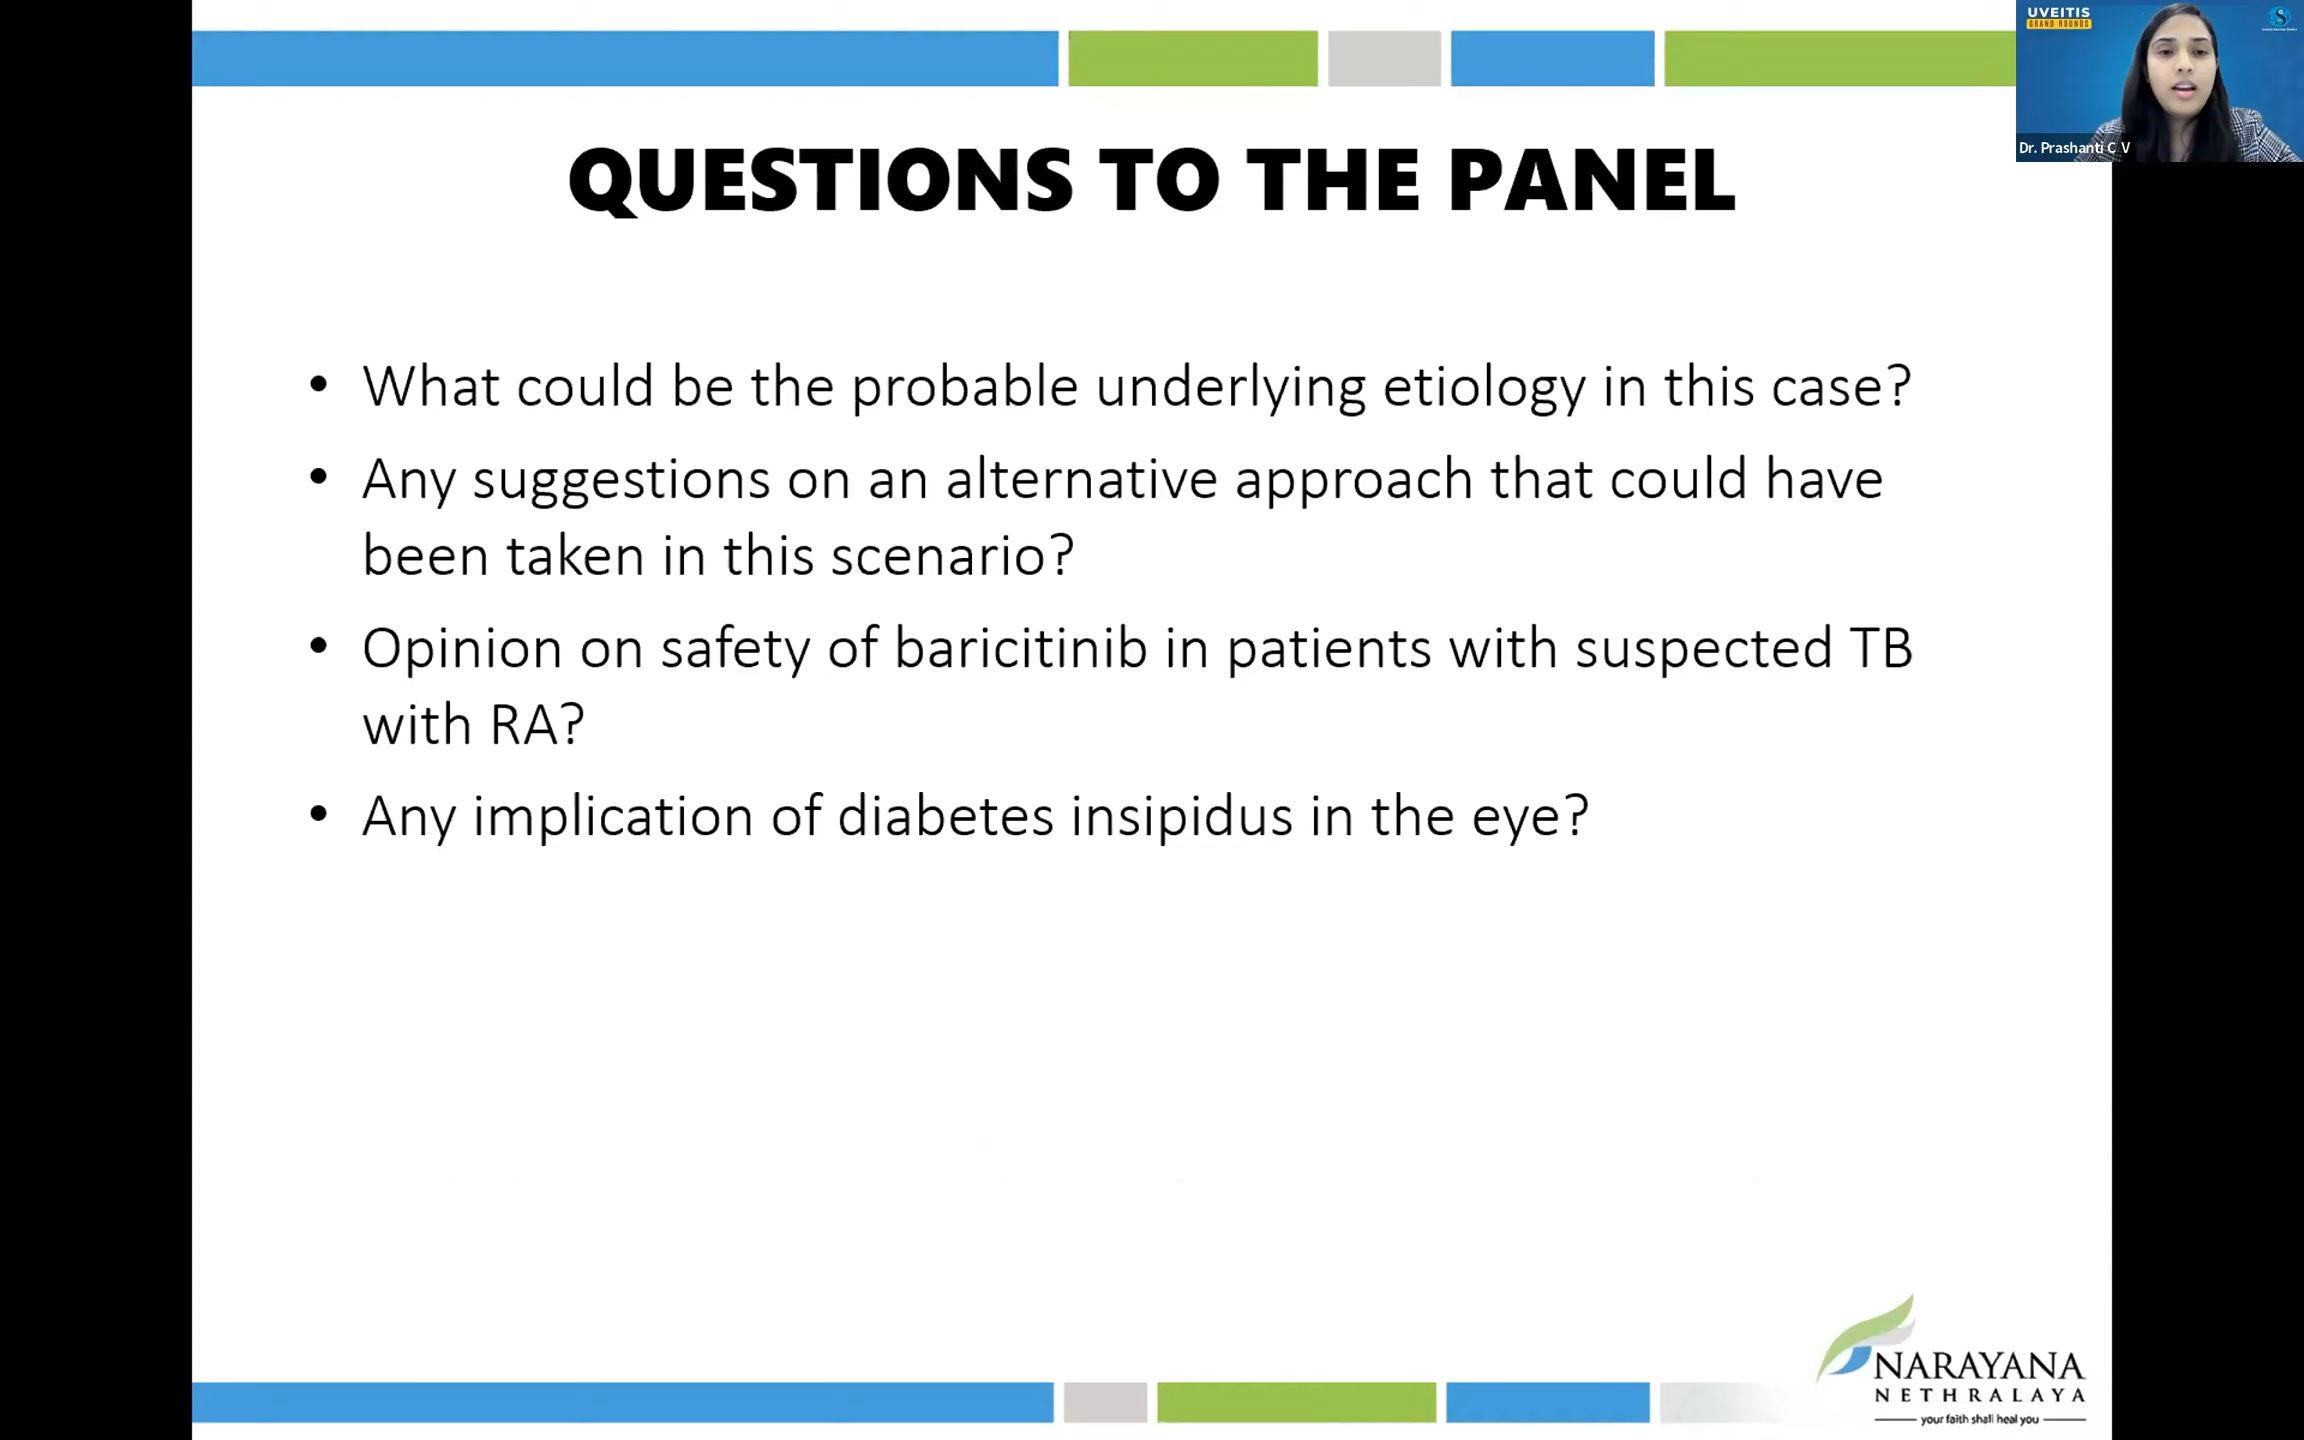 UVEITIS
GRAND ROUNDS
Dr. Prashanti C V
QUESTIONS TO THE PANEL
• What could be the probable underlying etiology in this case?
• Any suggestions on an alternative approach that could have
been taken in this scenario?
• Opinion on safety of baricitinib in patients with suspected TB
with RA?
• Any implication of diabetes insipidus in the eye?
NARAYANA
NETHRALAYA
your faith shall heal you